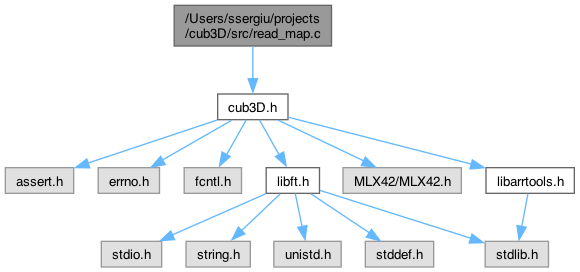 /Users/ssergiu/projects
/cub3D/src/read_map.c
cub3D.h
assert.h
errno.h
fcntl.h
libft.h
MLX42/MLX42.h
libarrtools.h
stdio.h
string.h
unistd.h
stddef.h
stdlib.h